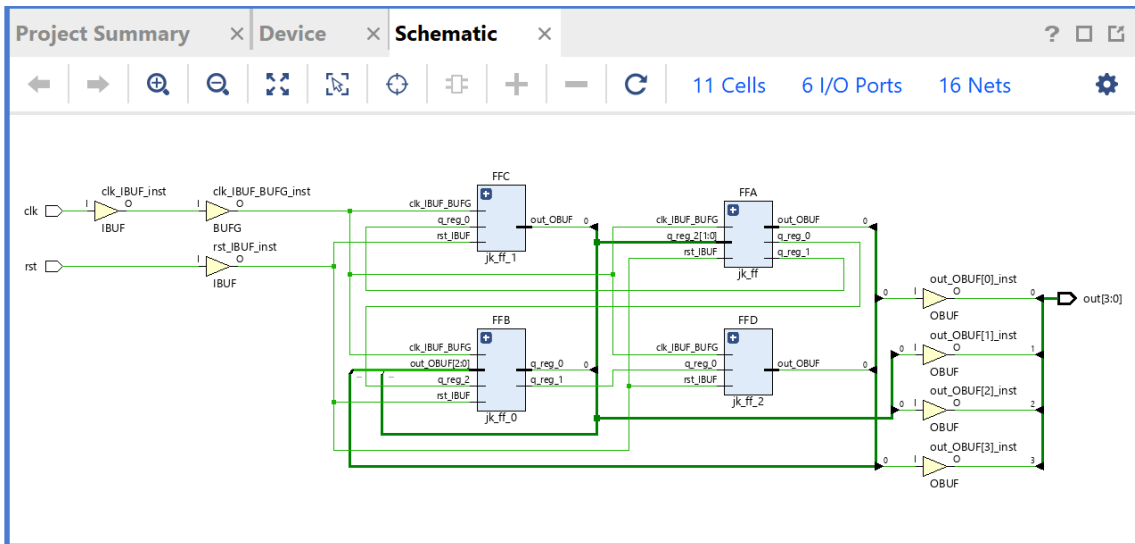 Project Summary × Device × Schematic ×
11 Cells 6 I/O Ports 16 Nets
clk
clk_IBUF_inst
I O
IBUF
clk_IBUF_BUFG_inst
I O
BUFG
rst
rst_IBUF_inst
I O
IBUF
FFC
clk_IBUF_BUFG
q_reg_0
rst_IBUF
out_OBUF 0
jk_ff_1
FFA
clk_IBUF_BUFG
q_reg_2[1:0]
rst_IBUF
out_OBUF 0
q_reg_0
q_reg_1
jk_ff
FFB
clk_IBUF_BUFG
out_OBUF[2:0]
q_reg_2
rst_IBUF
q_reg_0 0
q_reg_1
jk_ff_0
FFD
clk_IBUF_BUFG
q_reg_0
rst_IBUF
out_OBUF 0
jk_ff_2
out_OBUF[0]_inst
0 I O 0
OBUF
out_OBUF[1]_inst
0 I O 1
OBUF
out_OBUF[2]_inst
0 I O 2
OBUF
out_OBUF[3]_inst
0 I O 3
OBUF
out[3:0]